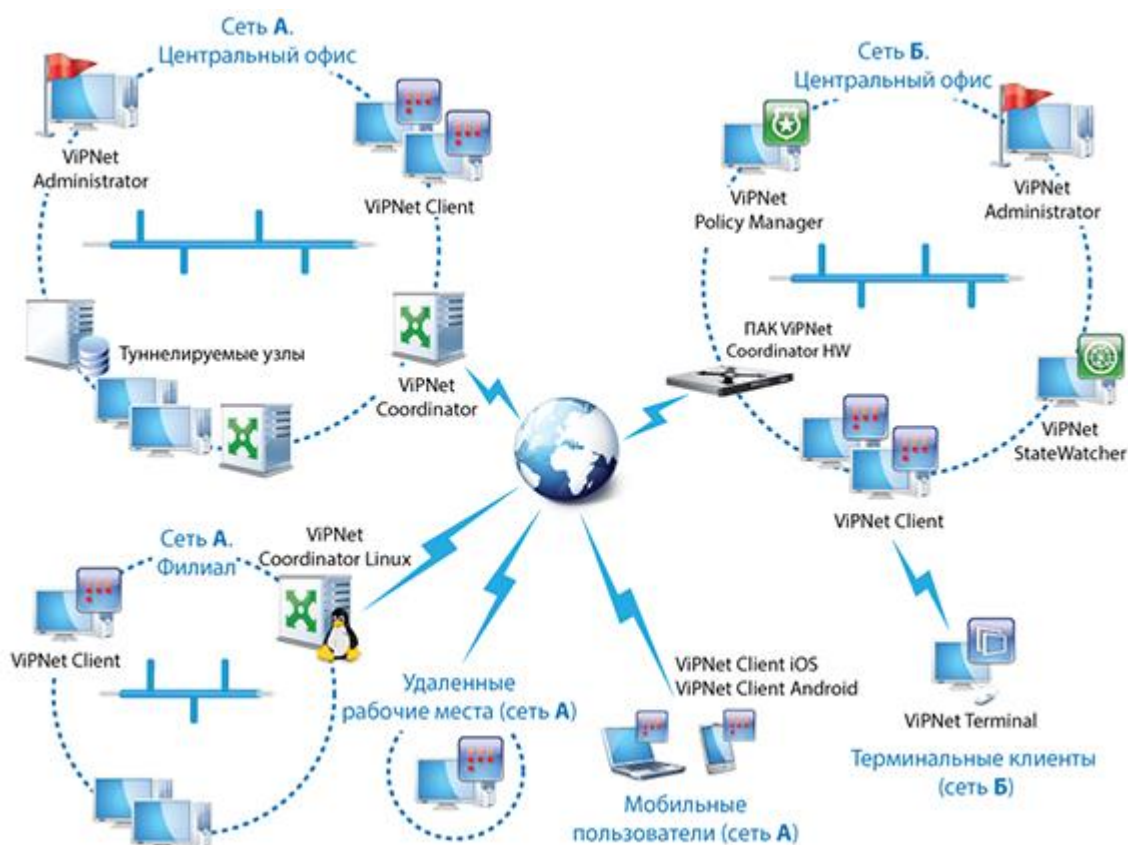 Сеть А.
Центральный офис
ViPNet
Administrator
ViPNet Client
Туннелируемые узлы
ViPNet
Coordinator
Сеть Б.
Центральный офис
ViPNet
Policy Manager
ViPNet
Administrator
ПАК ViPNet
Coordinator HW
ViPNet
StateWatcher
ViPNet Client
Сеть А.
Филиал
ViPNet
Coordinator Linux
ViPNet Client
Удаленные
рабочие места (сеть А)
ViPNet Client iOS
ViPNet Client Android
Мобильные
пользователи (сеть А)
ViPNet Terminal
Терминальные клиенты
(сеть Б)